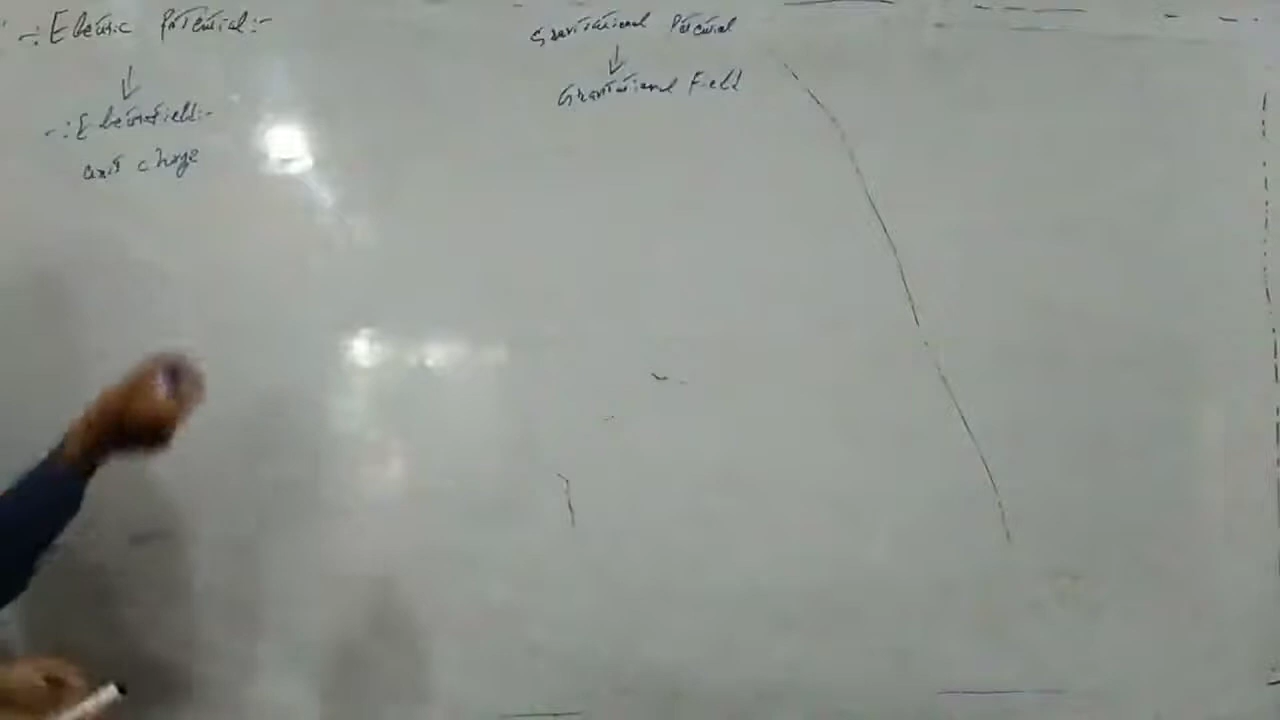 -: Electric Potential :-
↓
-: Electric Field :-
unit charge
Gravitational Potential
↓
Gravitational Field